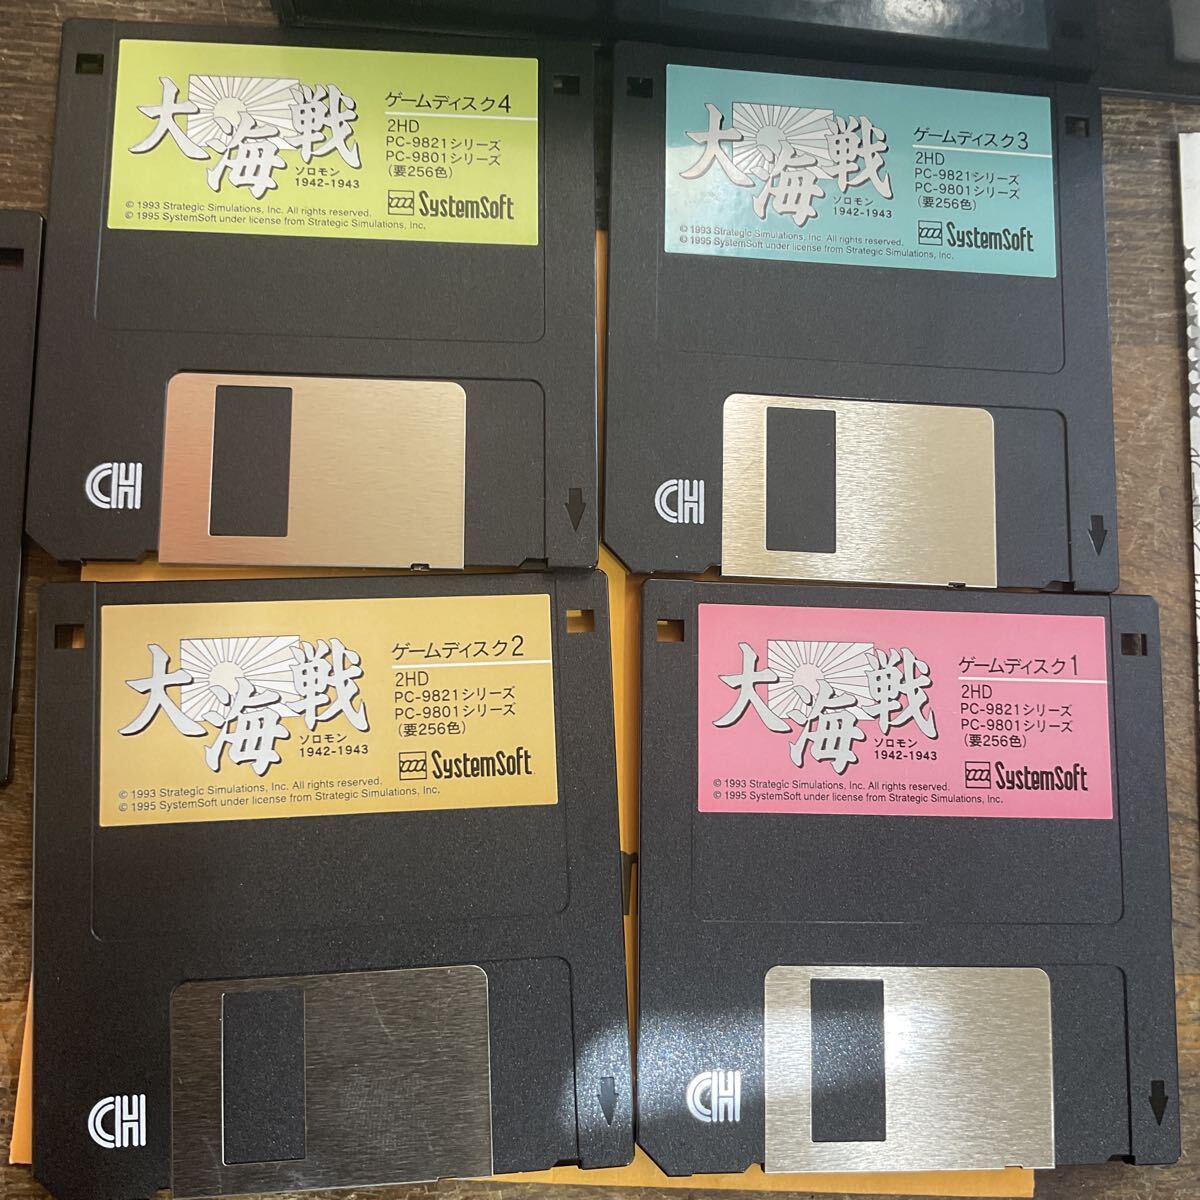 大海戦
ソロモン
1942-1943
ゲームディスク4
2HD
PC-9821シリーズ
PC-9801シリーズ
(要256色)
SystemSoft
© 1993 Strategic Simulations, Inc. All rights reserved.
© 1995 SystemSoft under license from Strategic Simulations, Inc.
CH
大海戦
ソロモン
1942-1943
ゲームディスク3
2HD
PC-9821シリーズ
PC-9801シリーズ
(要256色)
SystemSoft
© 1993 Strategic Simulations, Inc. All rights reserved.
© 1995 SystemSoft under license from Strategic Simulations, Inc.
CH
大海戦
ソロモン
1942-1943
ゲームディスク2
2HD
PC-9821シリーズ
PC-9801シリーズ
(要256色)
SystemSoft
© 1993 Strategic Simulations, Inc. All rights reserved.
© 1995 SystemSoft under license from Strategic Simulations, Inc.
CH
大海戦
ソロモン
1942-1943
ゲームディスク1
2HD
PC-9821シリーズ
PC-9801シリーズ
(要256色)
SystemSoft
© 1993 Strategic Simulations, Inc. All rights reserved.
© 1995 SystemSoft under license from Strategic Simulations, Inc.
CH